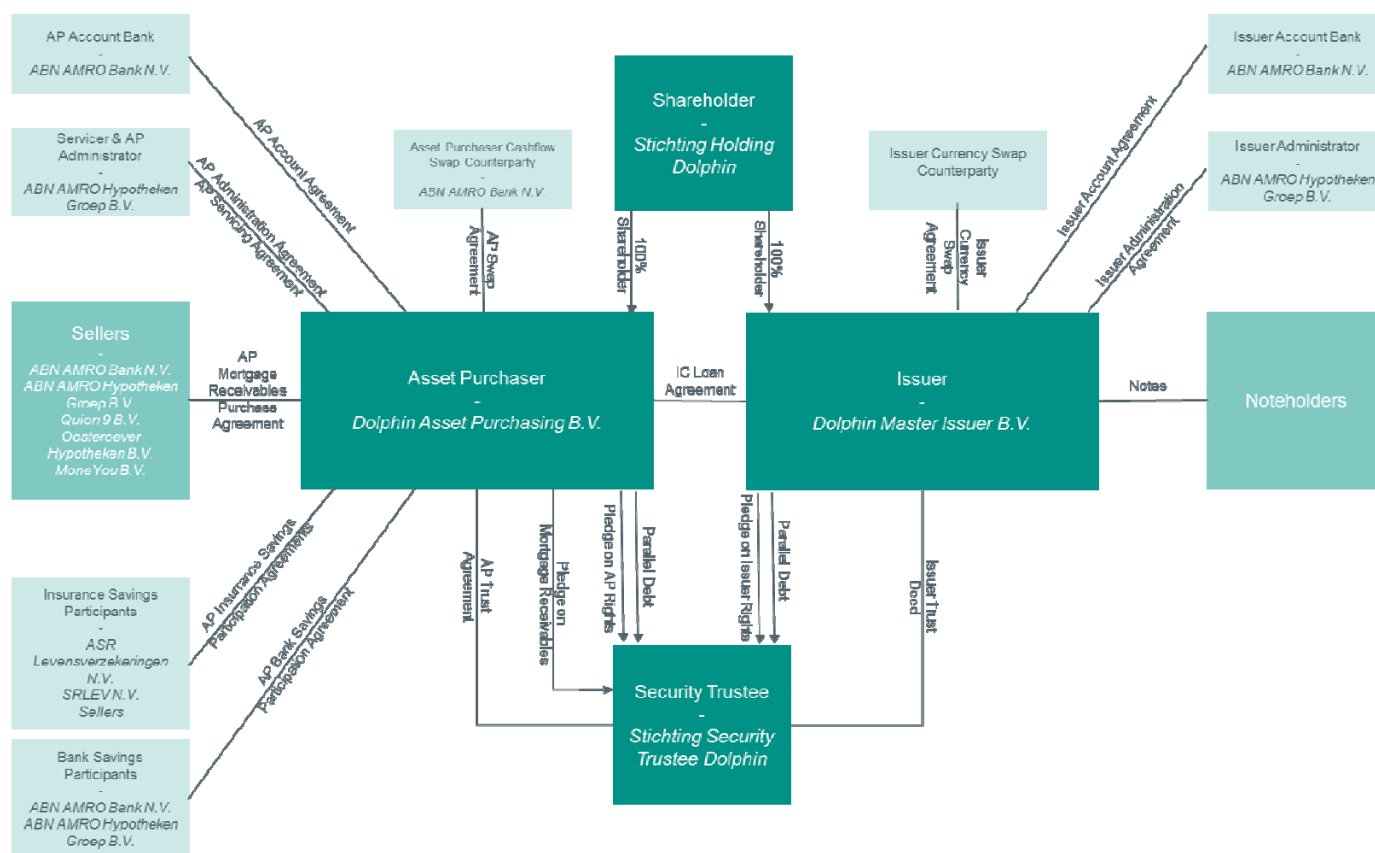 AP Account Bank
-
ABN AMRO Bank N.V.
Servicer & AP
Administrator
-
ABN AMRO Hypotheken
Groep B.V.
Asset Purchaser Cashflow
Swap Counterparty
-
ABN AMRO Bank N.V.
Shareholder
-
Stichting Holding
Dolphin
Issuer Currency Swap
Counterparty
Issuer Account Bank
-
ABN AMRO Bank N.V.
Issuer Administrator
-
ABN AMRO Hypotheken
Groep B.V.
AP Account Agreement
AP Administration Agreement
AP Servicing Agreement
AP Swap
Agreement
100%
Shareholder
100%
Shareholder
Issuer
Currency
Swap
Agreement
Issuer Account Agreement
Issuer Administration
Agreement
Sellers
-
ABN AMRO Bank N.V.
ABN AMRO Hypotheken
Groep B.V.
Quion 9 B.V.
Oosteroever
Hypotheken B.V.
MoneYou B.V.
AP
Mortgage
Receivables
Purchase
Agreement
Asset Purchaser
-
Dolphin Asset Purchasing B.V.
IC Loan
Agreement
Issuer
-
Dolphin Master Issuer B.V.
Notes
Noteholders
AP Insurance Savings
Participation Agreements
AP Bank Savings
Participation Agreement
AP Trust
Agreement
Pledge on
Mortgage Receivables
Pledge on AP Rights
Parallel Debt
Pledge on Issuer Rights
Parallel Debt
Issuer Trust
Deed
Insurance Savings
Participants
-
ASR
Levensverzekeringen
N.V.
SRLEV N.V.
Sellers
Security Trustee
-
Stichting Security
Trustee Dolphin
Bank Savings
Participants
-
ABN AMRO Bank N.V.
ABN AMRO Hypotheken
Groep B.V.